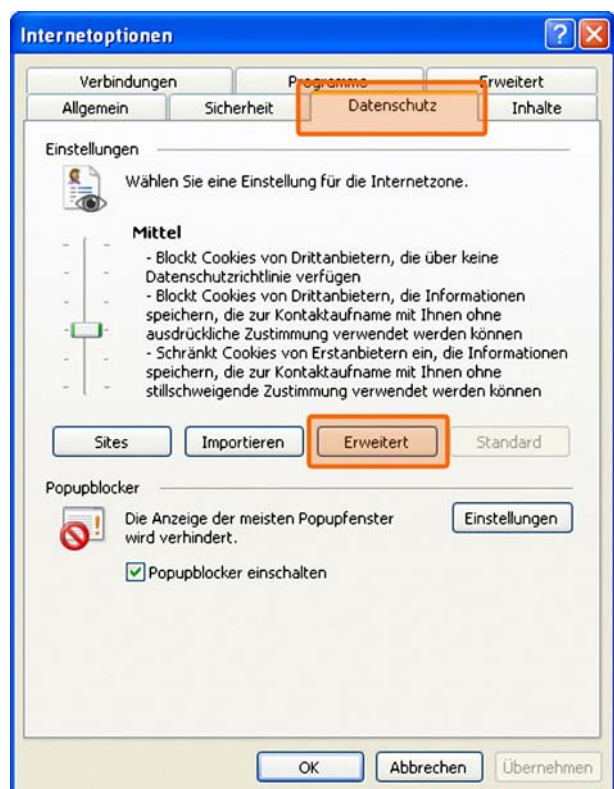 Internetoptionen
Verbindungen Programme Erweitert
Allgemein Sicherheit Datenschutz Inhalte
Einstellungen
Wählen Sie eine Einstellung für die Internetzone.
Mittel
- Blockt Cookies von Drittanbietern, die über keine
Datenschutzrichtlinie verfügen
- Blockt Cookies von Drittanbietern, die Informationen
speichern, die zur Kontaktaufname mit Ihnen ohne
ausdrückliche Zustimmung verwendet werden können
- Schränkt Cookies von Erstanbietern ein, die Informationen
speichern, die zur Kontaktaufname mit Ihnen ohne
stillschweigende Zustimmung verwendet werden können
Sites Importieren Erweitert Standard
Popupblocker
Die Anzeige der meisten Popupfenster
wird verhindert.
Einstellungen
Popupblocker einschalten
OK Abbrechen Übernehmen